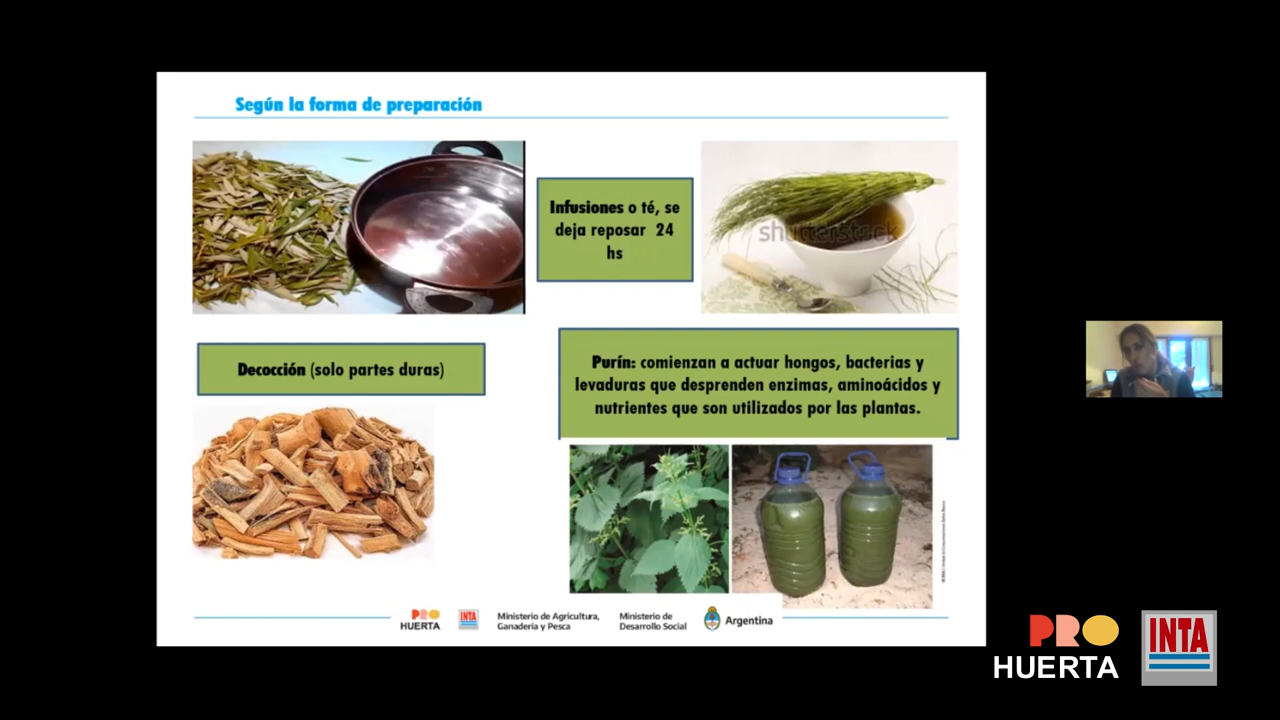 Según la forma de preparación
Infusiones o té, se
deja reposar 24
hs
shutterstock
Decocción (solo partes duras)
Purín: comienzan a actuar hongos, bacterias y
levaduras que desprenden enzimas, aminoácidos y
nutrientes que son utilizados por las plantas.
PRO
HUERTA
INTA
Ministerio de Agricultura,
Ganadería y Pesca
Ministerio de
Desarrollo Social
Argentina
PRO
HUERTA
INTA